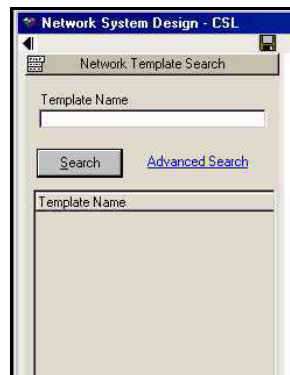 Network System Design - CSL
Network Template Search
Template Name
Search Advanced Search
Template Name